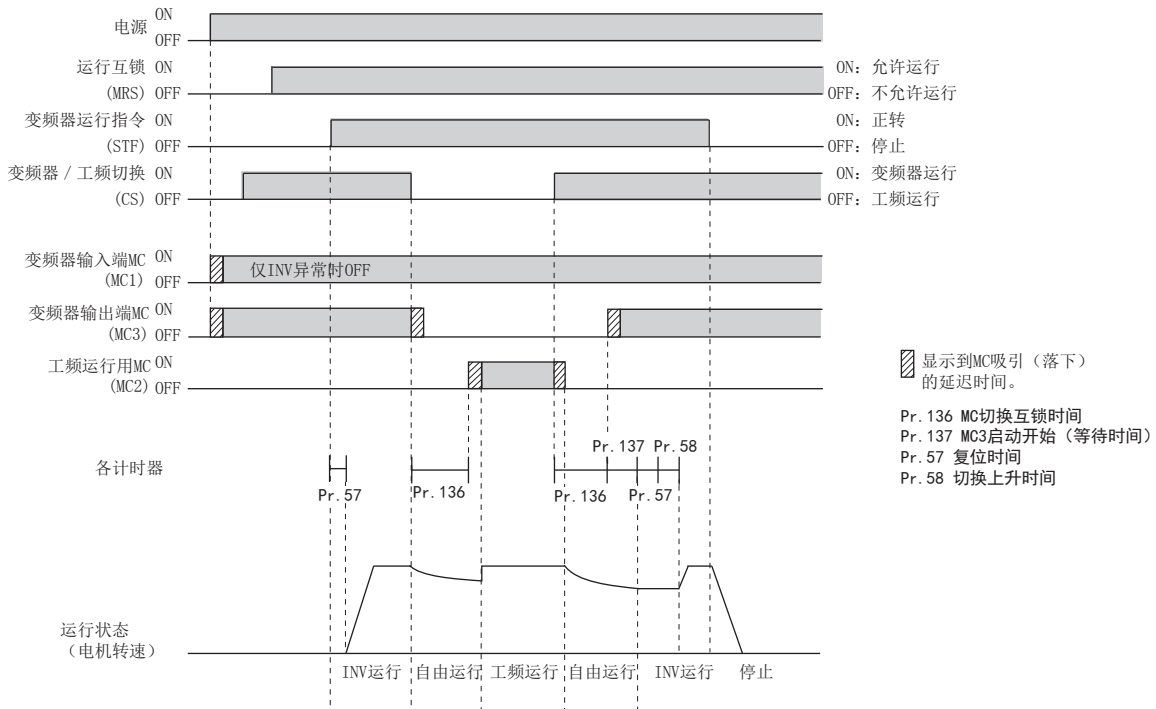 电源 ON
OFF
运行互锁 ON
(MRS) OFF
ON：允许运行
OFF：不允许运行
变频器运行指令 ON
(STF) OFF
ON：正转
OFF：停止
变频器／工频切换 ON
(CS) OFF
ON：变频器运行
OFF：工频运行
变频器输入端MC ON
(MC1) OFF
仅INV异常时OFF
变频器输出端MC ON
(MC3) OFF
工频运行用MC ON
(MC2) OFF
显示到MC吸引（落下）
的延迟时间。
Pr.136 MC切换互锁时间
Pr.137 MC3启动开始（等待时间）
Pr.57 复位时间
Pr.58 切换上升时间
各计时器
Pr.137 Pr.58
Pr.57 Pr.136 Pr.136 Pr.57
运行状态
（电机转速）
INV运行 自由运行 工频运行 自由运行 INV运行 停止